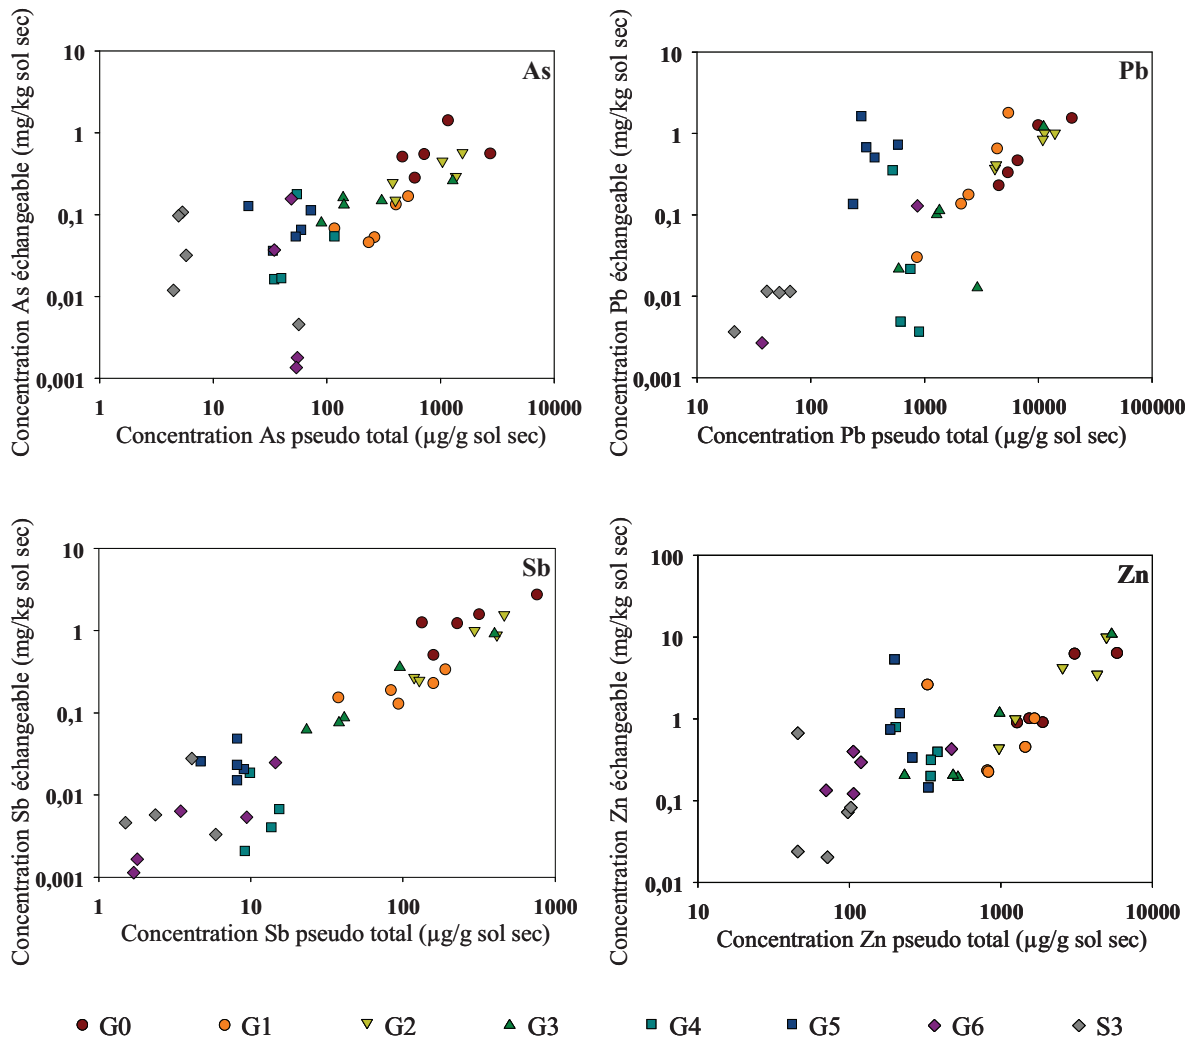 As
Concentration As échangeable (mg/kg sol sec)
10
1
0,1
0,01
0,001
1 10 100 1000 10000
Concentration As pseudo total (µg/g sol sec)
Pb
Concentration Pb échangeable (mg/kg sol sec)
10
1
0,1
0,01
0,001
10 100 1000 10000 100000
Concentration Pb pseudo total (µg/g sol sec)
Sb
Concentration Sb échangeable (mg/kg sol sec)
10
1
0,1
0,01
0,001
1 10 100 1000
Concentration Sb pseudo total (µg/g sol sec)
Zn
Concentration Zn échangeable (mg/kg sol sec)
100
10
1
0,1
0,01
10 100 1000 10000
Concentration Zn pseudo total (µg/g sol sec)
G0 G1 G2 G3 G4 G5 G6 S3